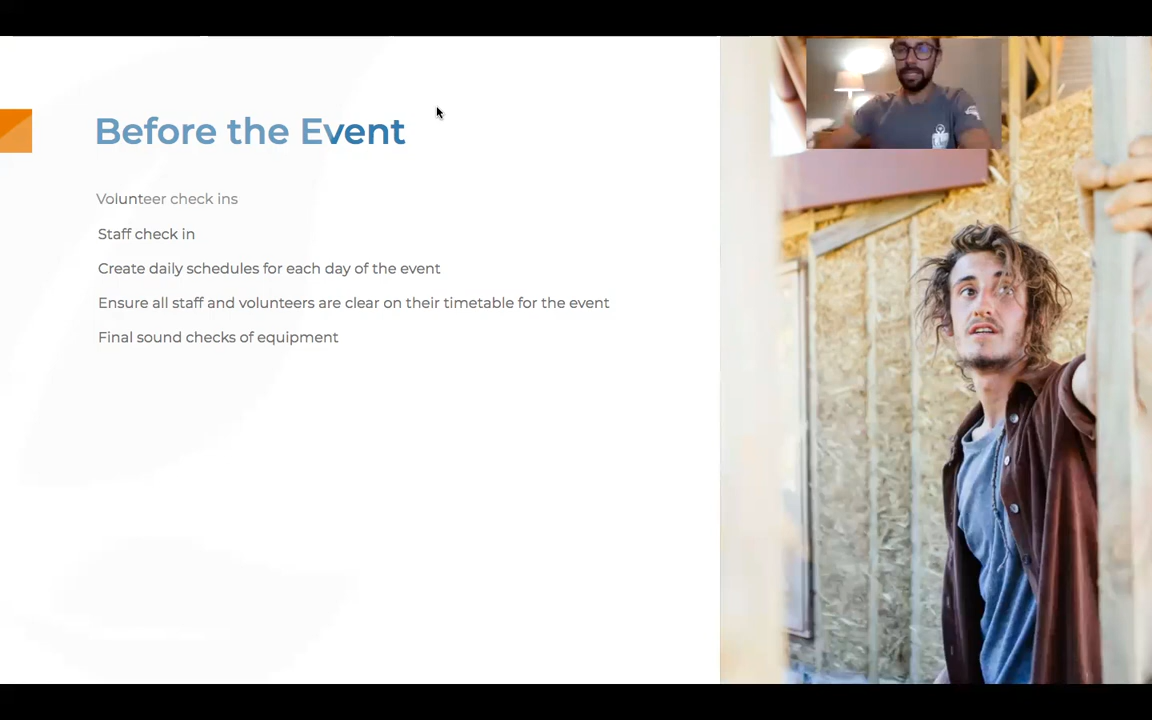 Before the Event
Volunteer check ins
Staff check in
Create daily schedules for each day of the event
Ensure all staff and volunteers are clear on their timetable for the event
Final sound checks of equipment